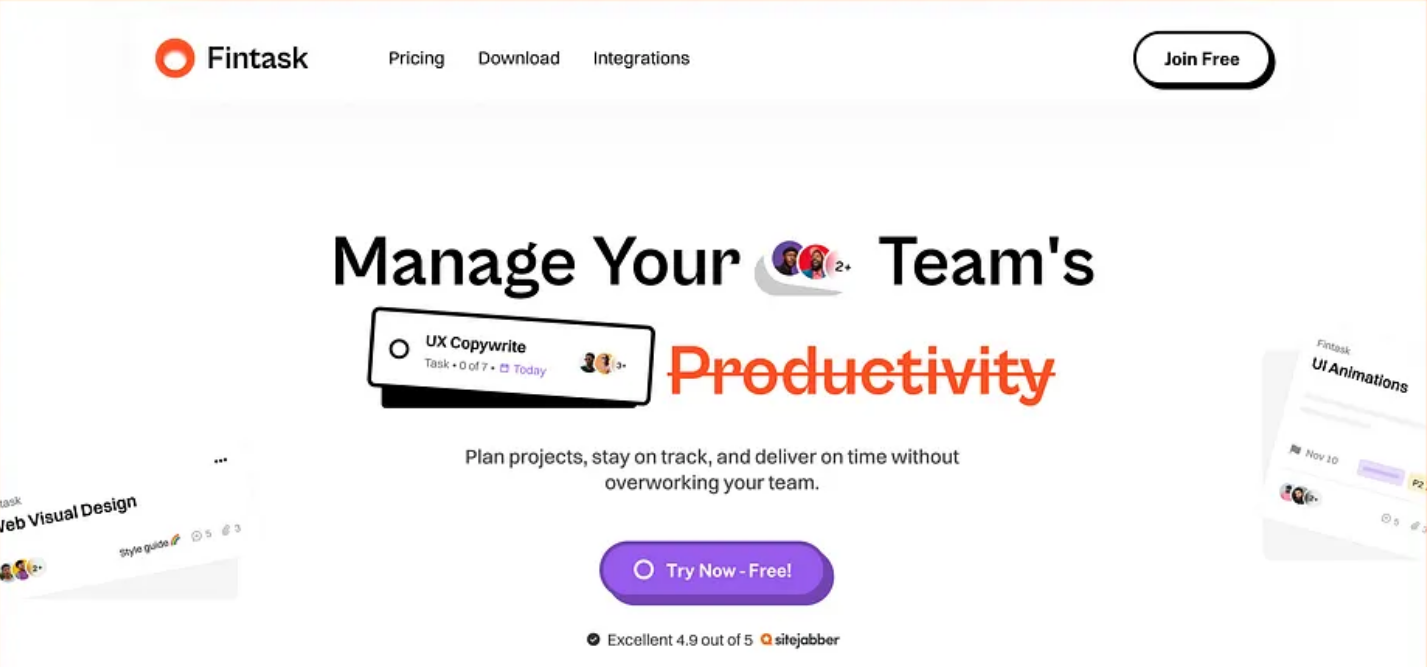 Fintask
Pricing Download Integrations
Join Free
Manage Your 2+ Team's
UX Copywrite
Task • 0 of 7 • Today
3+
Productivity
Plan projects, stay on track, and deliver on time without
overworking your team.
Try Now - Free!
Excellent 4.9 out of 5 sitejabber
task
Web Visual Design
Style guide🌈 5 3
2+
Fintask
UI Animations
Nov 10
P2
2+
5